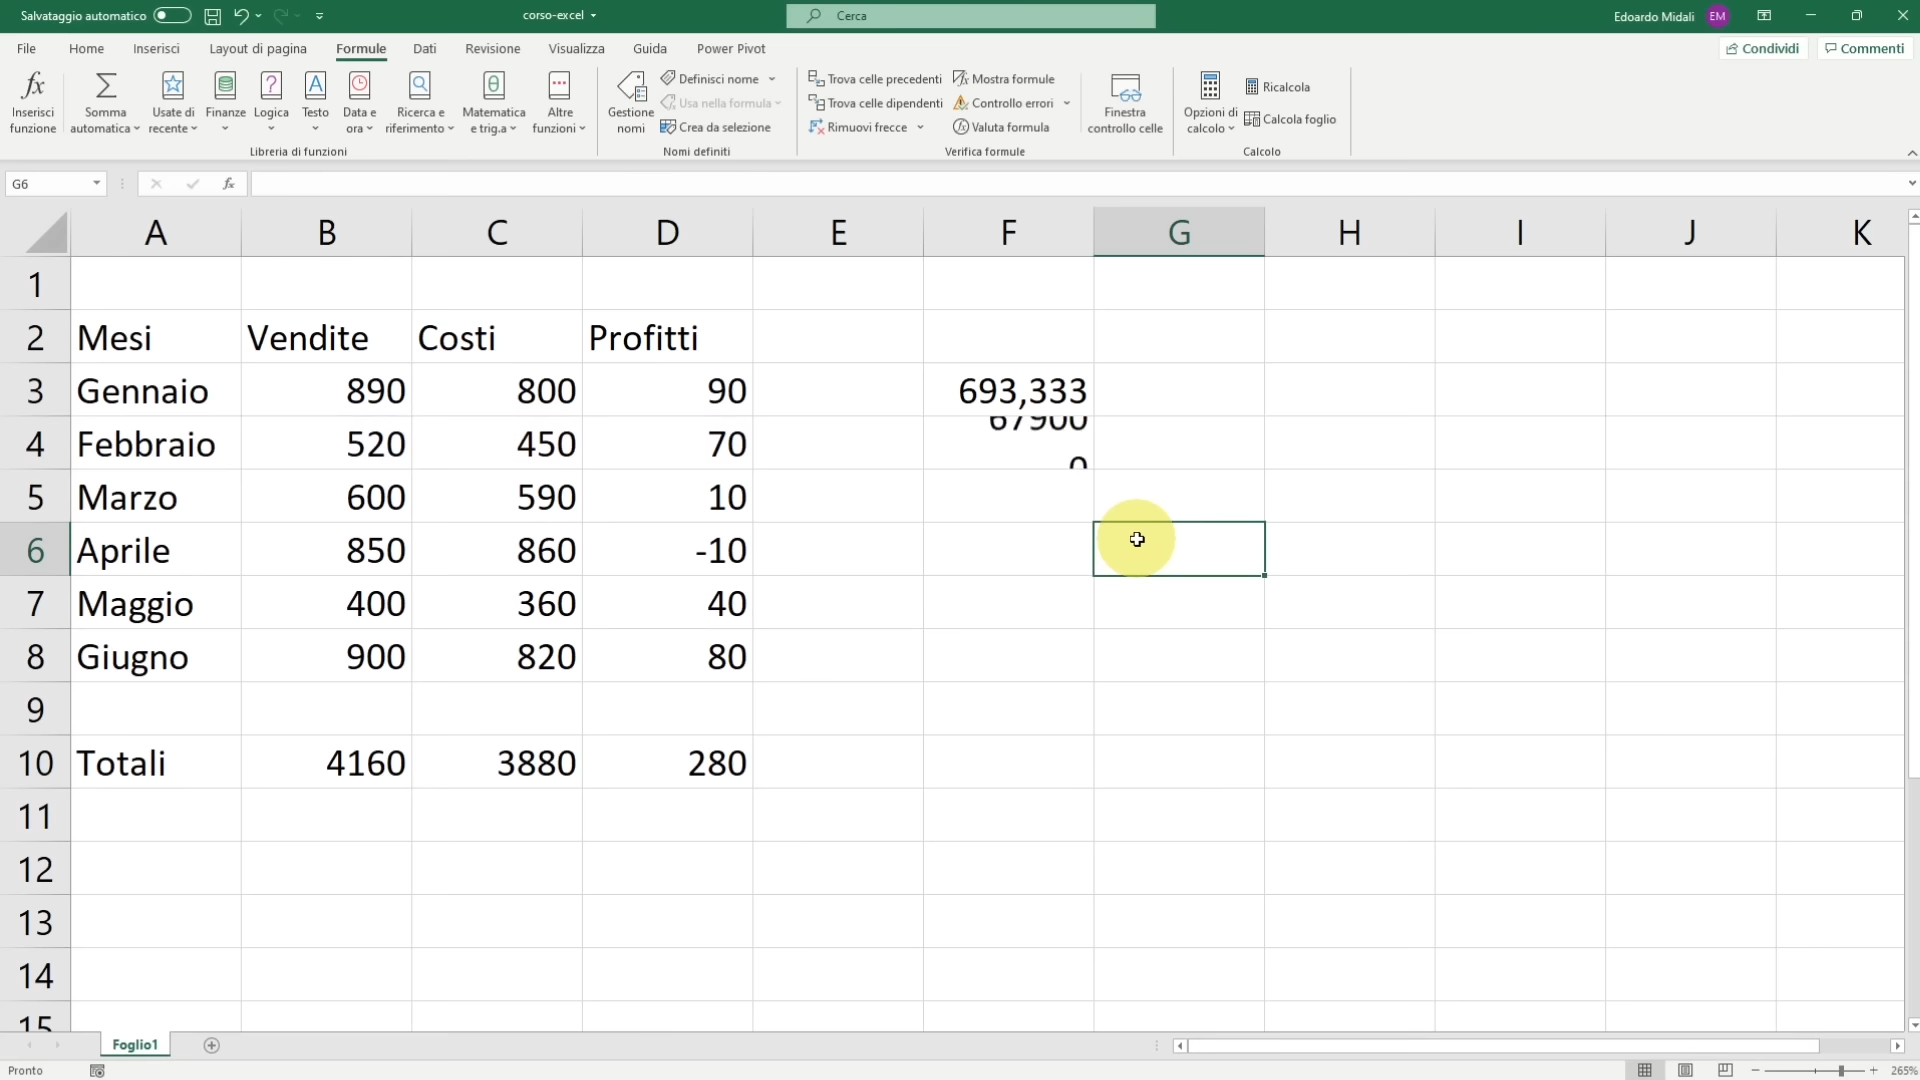 Salvataggio automatico
corso-excel
Cerca
Edoardo Midali EM
File Home Inserisci Layout di pagina Formule Dati Revisione Visualizza Guida Power Pivot
Condividi Commenti
Inserisci funzione
Somma automatica
Usate di recente
Finanze
Logica
Testo
Data e ora
Ricerca e riferimento
Matematica e trig.a
Altre funzioni
Libreria di funzioni
Gestione nomi
Definisci nome
Usa nella formula
Crea da selezione
Nomi definiti
Trova celle precedenti
Trova celle dipendenti
Rimuovi frecce
Mostra formule
Controllo errori
Valuta formula
Verifica formule
Finestra controllo celle
Opzioni di calcolo
Ricalcola
Calcola foglio
Calcolo
G6 fx
A B C D E F G H I J K
1
2 Mesi Vendite Costi Profitti
3 Gennaio 890 800 90 693,333
4 Febbraio 520 450 70 67900
0
5 Marzo 600 590 10
6 Aprile 850 860 -10
7 Maggio 400 360 40
8 Giugno 900 820 80
9
10 Totali 4160 3880 280
11
12
13
14
15
Foglio1
Pronto
265%